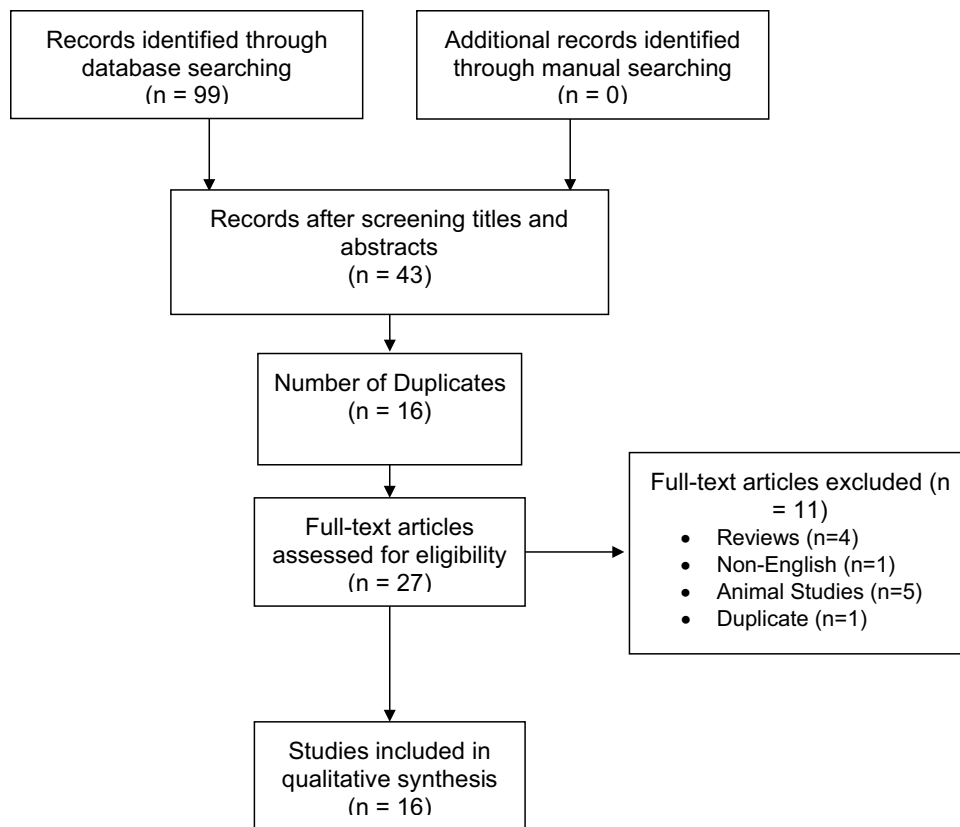 Records identified through
database searching
(n = 99)
Additional records identified
through manual searching
(n = 0)
Records after screening titles and
abstracts
(n = 43)
Number of Duplicates
(n = 16)
Full-text articles
assessed for eligibility
(n = 27)
Full-text articles excluded (n
= 11)
• Reviews (n=4)
• Non-English (n=1)
• Animal Studies (n=5)
• Duplicate (n=1)
Studies included in
qualitative synthesis
(n = 16)